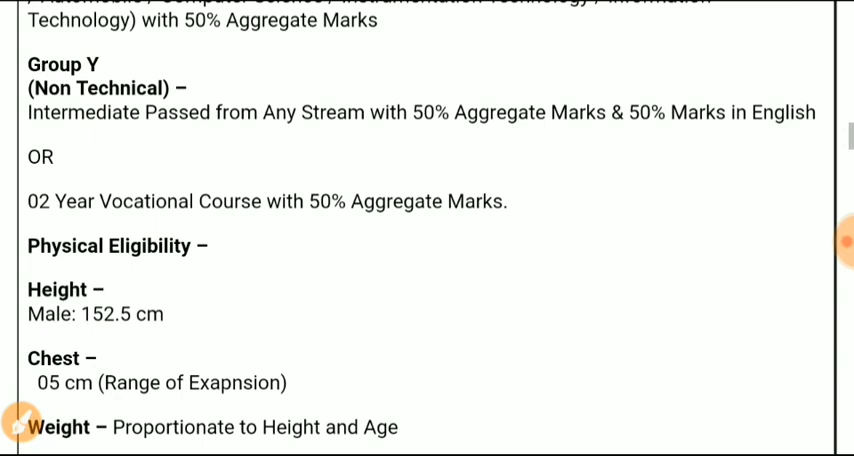 Technology) with 50% Aggregate Marks
Group Y
(Non Technical) –
Intermediate Passed from Any Stream with 50% Aggregate Marks & 50% Marks in English
OR
02 Year Vocational Course with 50% Aggregate Marks.
Physical Eligibility –
Height –
Male: 152.5 cm
Chest –
05 cm (Range of Exapnsion)
Weight – Proportionate to Height and Age